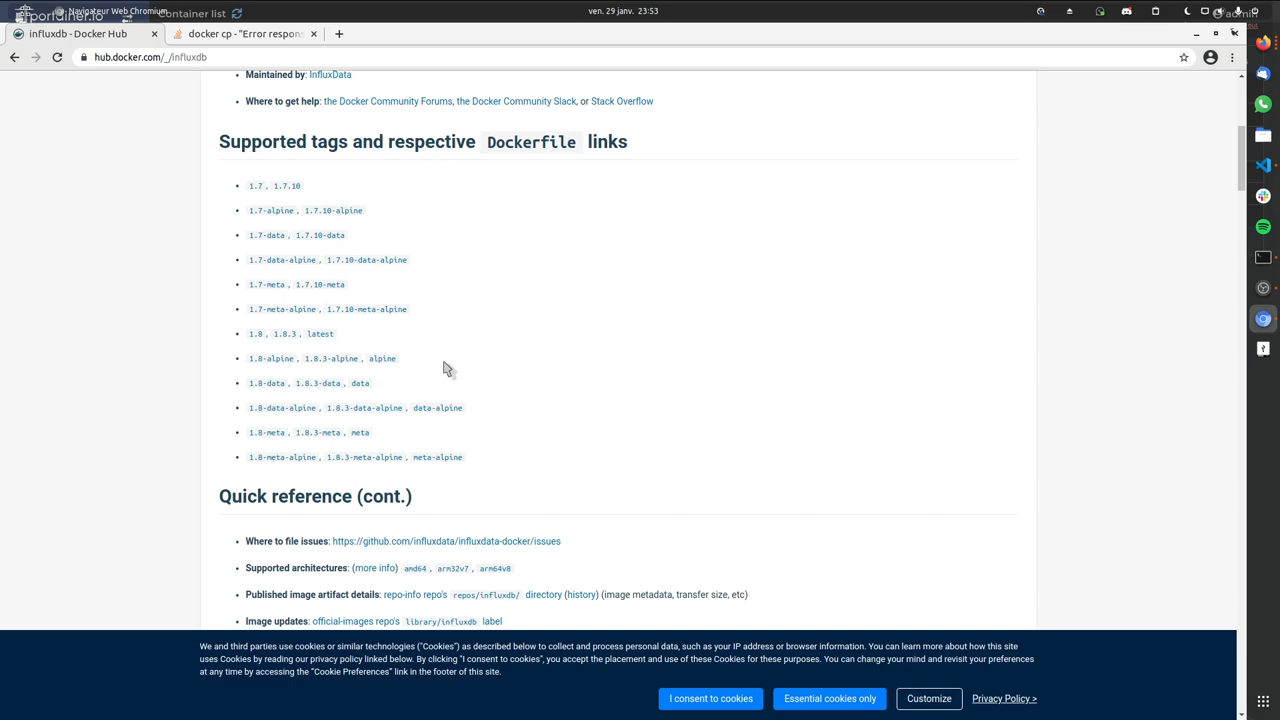 Navigateur Web Chromium
Container list
ven. 29 janv. 23:53
admin
influxdb - Docker Hub
docker cp - "Error respons
hub.docker.com/_/influxdb
Maintained by: InfluxData
Where to get help: the Docker Community Forums, the Docker Community Slack, or Stack Overflow
Supported tags and respective Dockerfile links
1.7, 1.7.10
1.7-alpine, 1.7.10-alpine
1.7-data, 1.7.10-data
1.7-data-alpine, 1.7.10-data-alpine
1.7-meta, 1.7.10-meta
1.7-meta-alpine, 1.7.10-meta-alpine
1.8, 1.8.3, latest
1.8-alpine, 1.8.3-alpine, alpine
1.8-data, 1.8.3-data, data
1.8-data-alpine, 1.8.3-data-alpine, data-alpine
1.8-meta, 1.8.3-meta, meta
1.8-meta-alpine, 1.8.3-meta-alpine, meta-alpine
Quick reference (cont.)
Where to file issues: https://github.com/influxdata/influxdata-docker/issues
Supported architectures: (more info) amd64, arm32v7, arm64v8
Published image artifact details: repo-info repo's repos/influxdb/ directory (history) (image metadata, transfer size, etc)
Image updates: official-images repo's library/influxdb label
We and third parties use cookies or similar technologies ("Cookies") as described below to collect and process personal data, such as your IP address or browser information. You can learn more about how this site
uses Cookies by reading our privacy policy linked below. By clicking "I consent to cookies", you accept the placement and use of these Cookies for these purposes. You can change your mind and revisit your preferences
at any time by accessing the "Cookie Preferences" link in the footer of this site.
I consent to cookies
Essential cookies only
Customize
Privacy Policy >